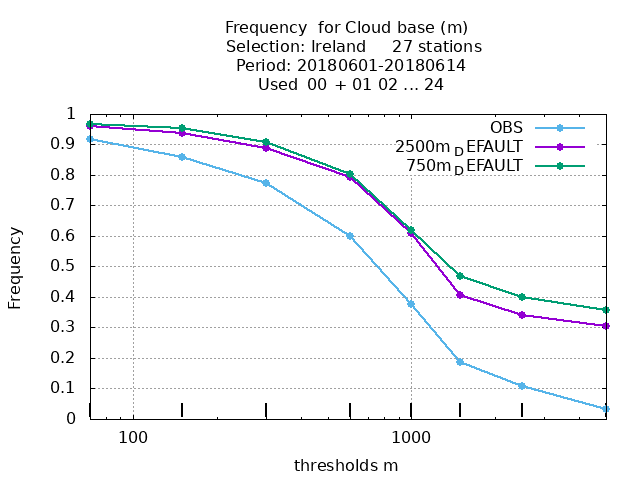 Frequency  for Cloud base (m)
Selection: Ireland     27 stations
Period: 20180601-20180614
Used  00  + 01 02 ... 24
OBS
2500m_DEFAULT
750m_DEFAULT
Frequency
1
0.9
0.8
0.7
0.6
0.5
0.4
0.3
0.2
0.1
0
100
1000
thresholds m